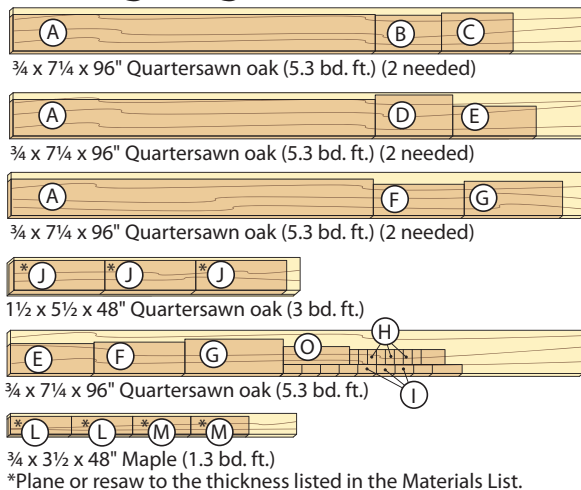 A B C
¾ x 7¼ x 96" Quartersawn oak (5.3 bd. ft.) (2 needed)
A D E
¾ x 7¼ x 96" Quartersawn oak (5.3 bd. ft.) (2 needed)
A F G
¾ x 7¼ x 96" Quartersawn oak (5.3 bd. ft.) (2 needed)
*J *J *J
1½ x 5½ x 48" Quartersawn oak (3 bd. ft.)
E F G O H
¾ x 7¼ x 96" Quartersawn oak (5.3 bd. ft.) I
*L *L *M *M
¾ x 3½ x 48" Maple (1.3 bd. ft.)
*Plane or resaw to the thickness listed in the Materials List.